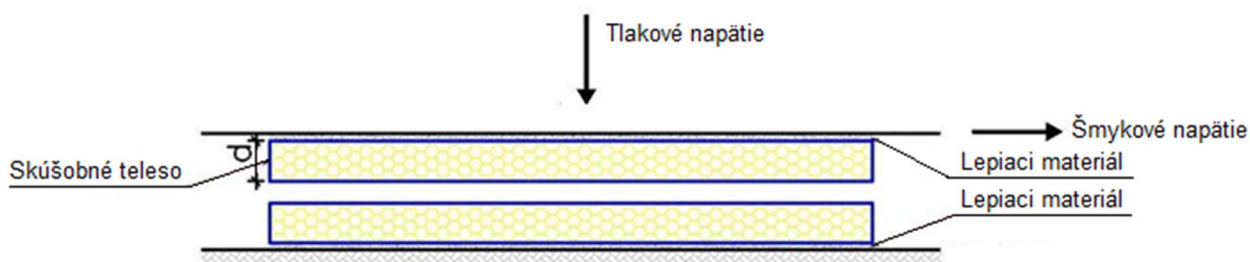 Tlakové napätie
Šmykové napätie
d
Skúšobné teleso
Lepiaci materiál
Lepiaci materiál